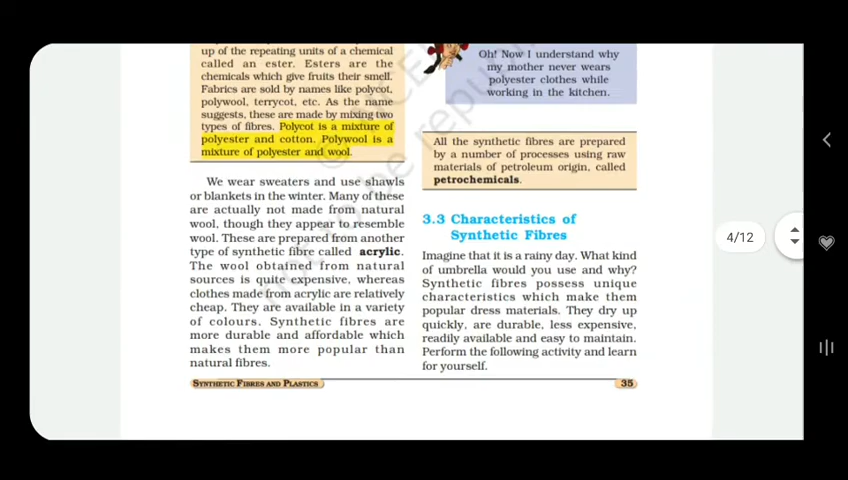 up of the repeating units of a chemical
called an ester. Esters are the
chemicals which give fruits their smell.
Fabrics are sold by names like polycot,
polywool, terrycot, etc. As the name
suggests, these are made by mixing two
types of fibres. Polycot is a mixture of
polyester and cotton. Polywool is a
mixture of polyester and wool.
We wear sweaters and use shawls
or blankets in the winter. Many of these
are actually not made from natural
wool, though they appear to resemble
wool. These are prepared from another
type of synthetic fibre called acrylic.
The wool obtained from natural
sources is quite expensive, whereas
clothes made from acrylic are relatively
cheap. They are available in a variety
of colours. Synthetic fibres are
more durable and affordable which
makes them more popular than
natural fibres.
Oh! Now I understand why
my mother never wears
polyester clothes while
working in the kitchen.
All the synthetic fibres are prepared
by a number of processes using raw
materials of petroleum origin, called
petrochemicals.
3.3 Characteristics of
Synthetic Fibres
Imagine that it is a rainy day. What kind
of umbrella would you use and why?
Synthetic fibres possess unique
characteristics which make them
popular dress materials. They dry up
quickly, are durable, less expensive,
readily available and easy to maintain.
Perform the following activity and learn
for yourself.
SYNTHETIC FIBRES AND PLASTICS
35
4/12